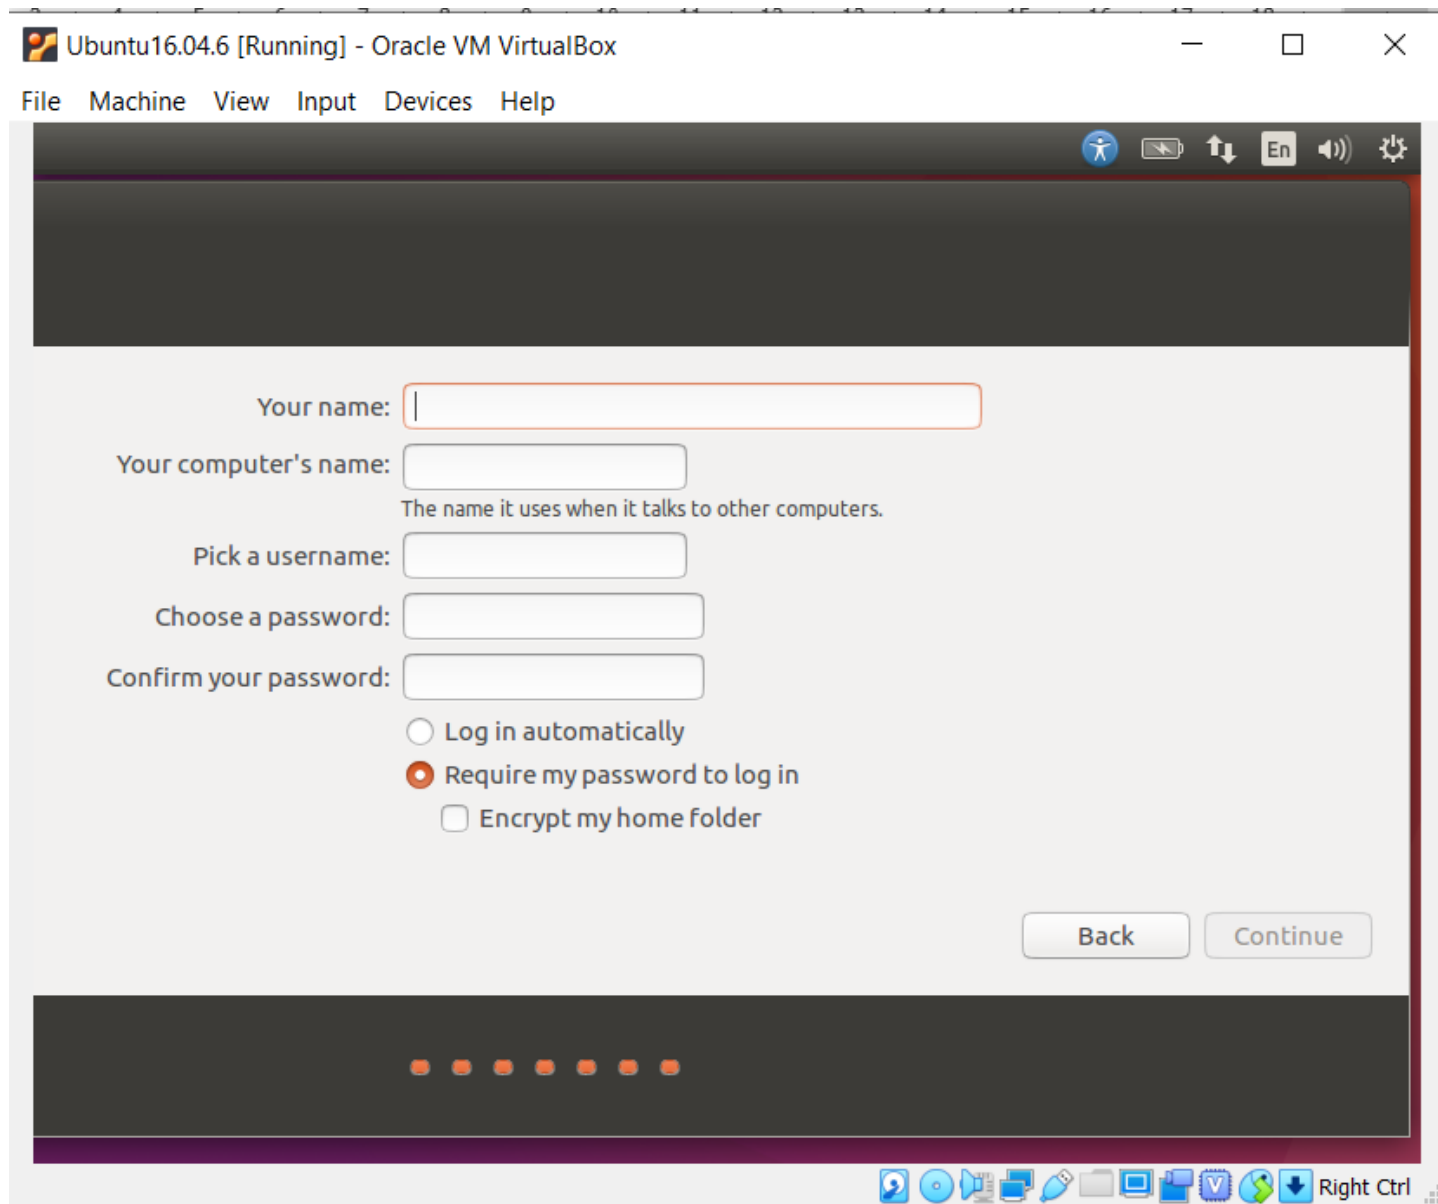 Ubuntu16.04.6 [Running] - Oracle VM VirtualBox
File Machine View Input Devices Help
En
Your name:
Your computer's name:
The name it uses when it talks to other computers.
Pick a username:
Choose a password:
Confirm your password:
Log in automatically
Require my password to log in
Encrypt my home folder
Back Continue
V
Right Ctrl